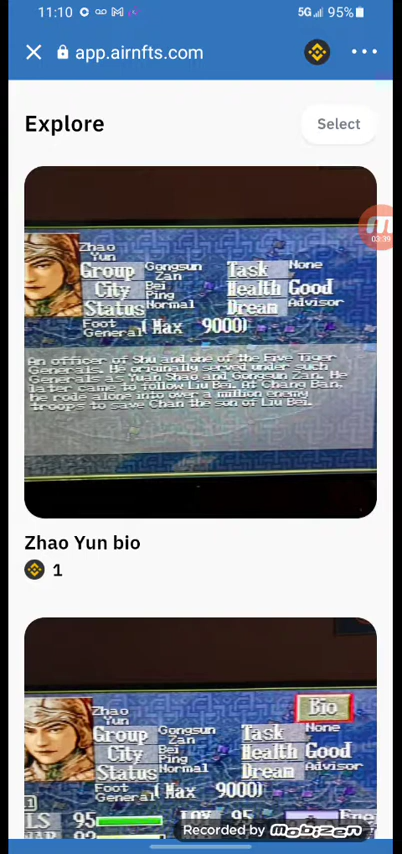 11:10
5G 95%
app.airnfts.com
Explore
Select
03:39
Zhao
Yun
Group Gongsun Zan Task None
City Bei Ping Health Good
Status Normal Dream Advisor
Foot General (Max 9000)
An officer of Shu and one of the Five Tiger
Generals. He originally served under such
Generals as Yuan Shao and Gongsun Zan. He
later came to follow Liu Bei. At Chang Ban,
he rode alone into over a million enemy
troops to save Chan the son of Liu Bei.
Zhao Yun bio
1
Bio
Zhao
Yun
Group Gongsun Zan Task None
City Bei Ping Health Good
Status Normal Dream Advisor
Foot General (Max 9000)
95 95
Recorded by MOBIZEN